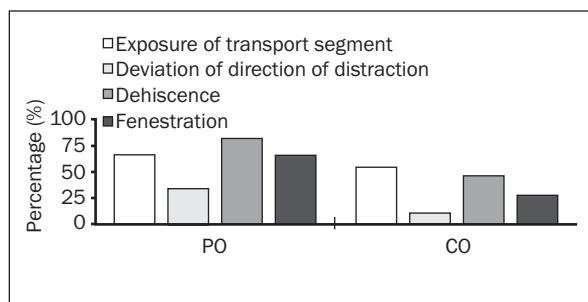 Exposure of transport segment
Deviation of direction of distraction
Dehiscence
Fenestration
Percentage (%)
100
75
50
25
0
PO
CO